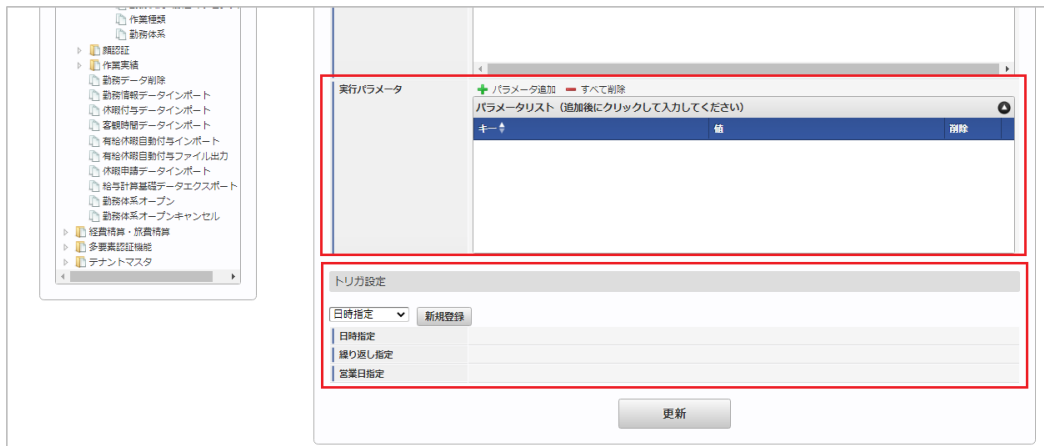 作業種類
勤務体系
顔認証
作業実績
勤務データ削除
勤務情報データインポート
休暇付与データインポート
客観時間データインポート
有給休暇自動付与インポート
有給休暇自動付与ファイル出力
休暇申請データインポート
給与計算基礎データエクスポート
勤務体系オープン
勤務体系オープンキャンセル
経費精算・旅費精算
多要素認証機能
テナントマスタ
実行パラメータ
パラメータ追加 すべて削除
パラメータリスト（追加後にクリックして入力してください）
キー 値 削除
トリガ設定
日時指定 新規登録
日時指定
繰り返し指定
営業日指定
更新